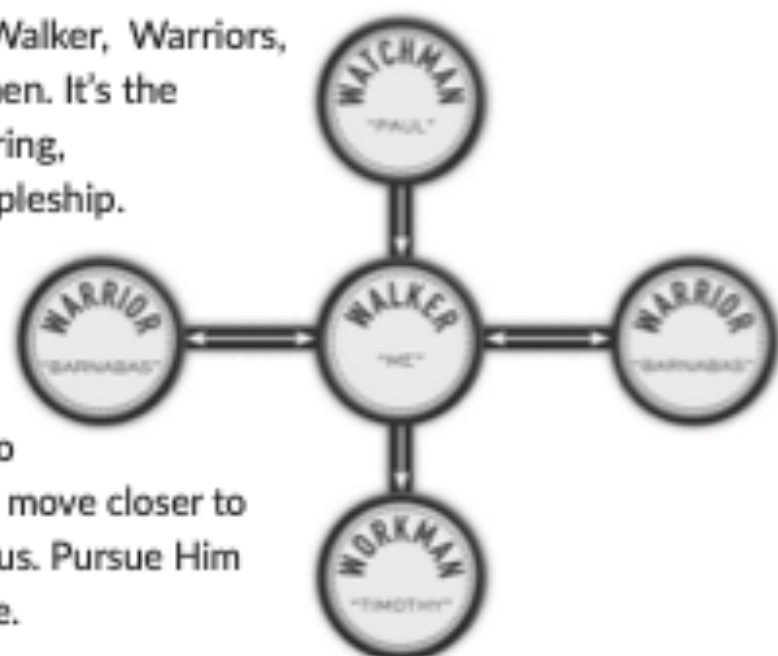 Walker, Warriors,
en. It's the
ring,
pleship.
WATCHMAN
"PAUL"
WARRIOR
"BARNABAS"
WALKER
"ME"
WARRIOR
"BARNABAS"
o
move closer to
us. Pursue Him
e.
WORKMAN
"TIMOTHY"